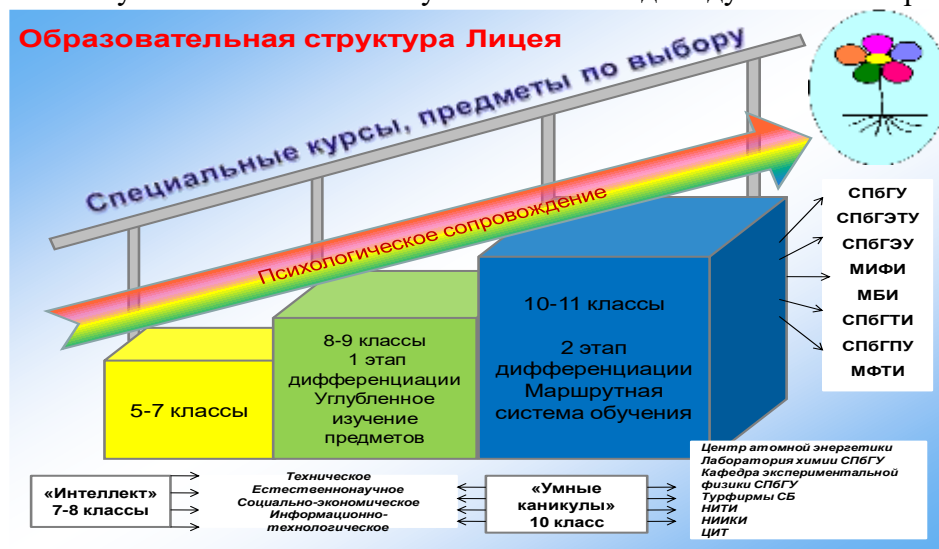 Образовательная структура Лицея
Специальные курсы, предметы по выбору
Психологическое сопровождение
5-7 классы
8-9 классы
1 этап
дифференциации
Углубленное
изучение
предметов
10-11 классы
2 этап
дифференциации
Маршрутная
система обучения
СПбГУ
СПбГЭТУ
СПбГЭУ
МИФИ
МБИ
СПбГТИ
СПбГПУ
МФТИ
«Интеллект»
7-8 классы
Техническое
Естественнонаучное
Социально-экономическое
Информационно-
технологическое
«Умные
каникулы»
10 класс
Центр атомной энергетики
Лаборатория химии СПбГУ
Кафедра экспериментальной
физики СПбГУ
Турфирмы СБ
НИТИ
НИИКИ
ЦИТ